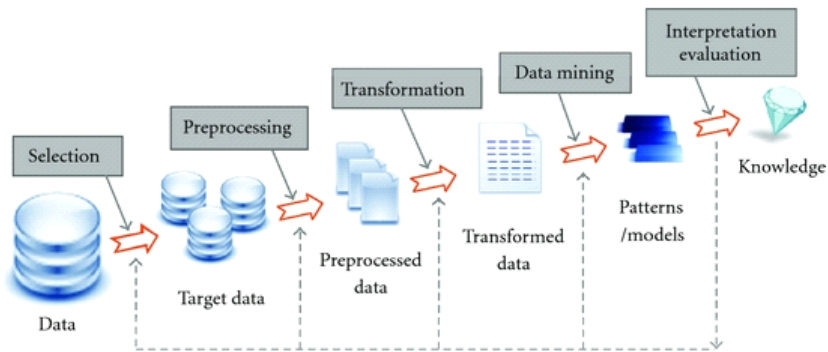 Interpretation
evaluation
Data mining
Transformation
Preprocessing
Selection
Knowledge
Patterns
/models
Transformed
data
Preprocessed
data
Target data
Data